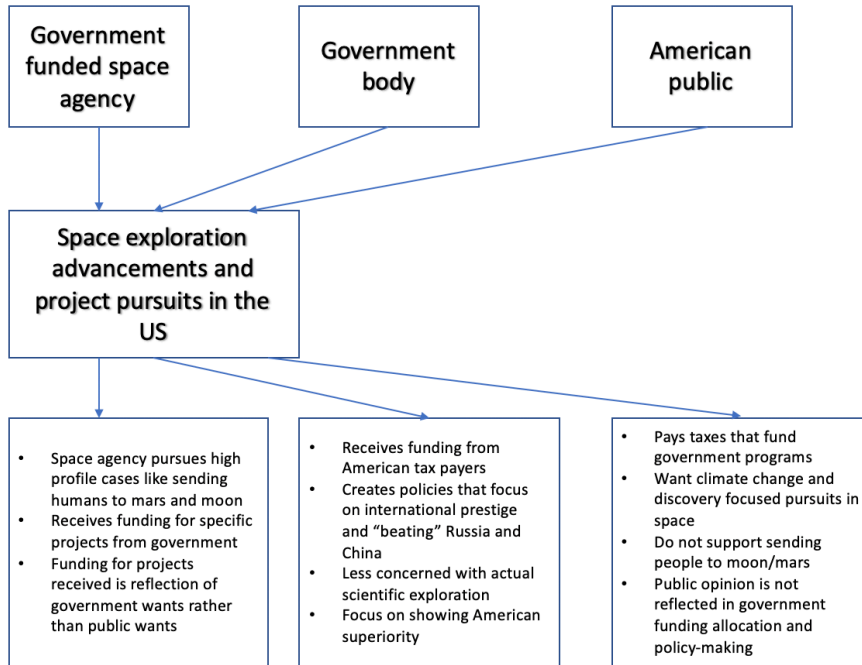 Government
funded space
agency
Government
body
American
public
Space exploration
advancements and
project pursuits in the
US
• Space agency pursues high
profile cases like sending
humans to mars and moon
• Receives funding for specific
projects from government
• Funding for projects
received is reflection of
government wants rather
than public wants
• Receives funding from
American tax payers
• Creates policies that focus
on international prestige
and “beating” Russia and
China
• Less concerned with actual
scientific exploration
• Focus on showing American
superiority
• Pays taxes that fund
government programs
• Want climate change and
discovery focused pursuits in
space
• Do not support sending
people to moon/mars
• Public opinion is not
reflected in government
funding allocation and
policy-making